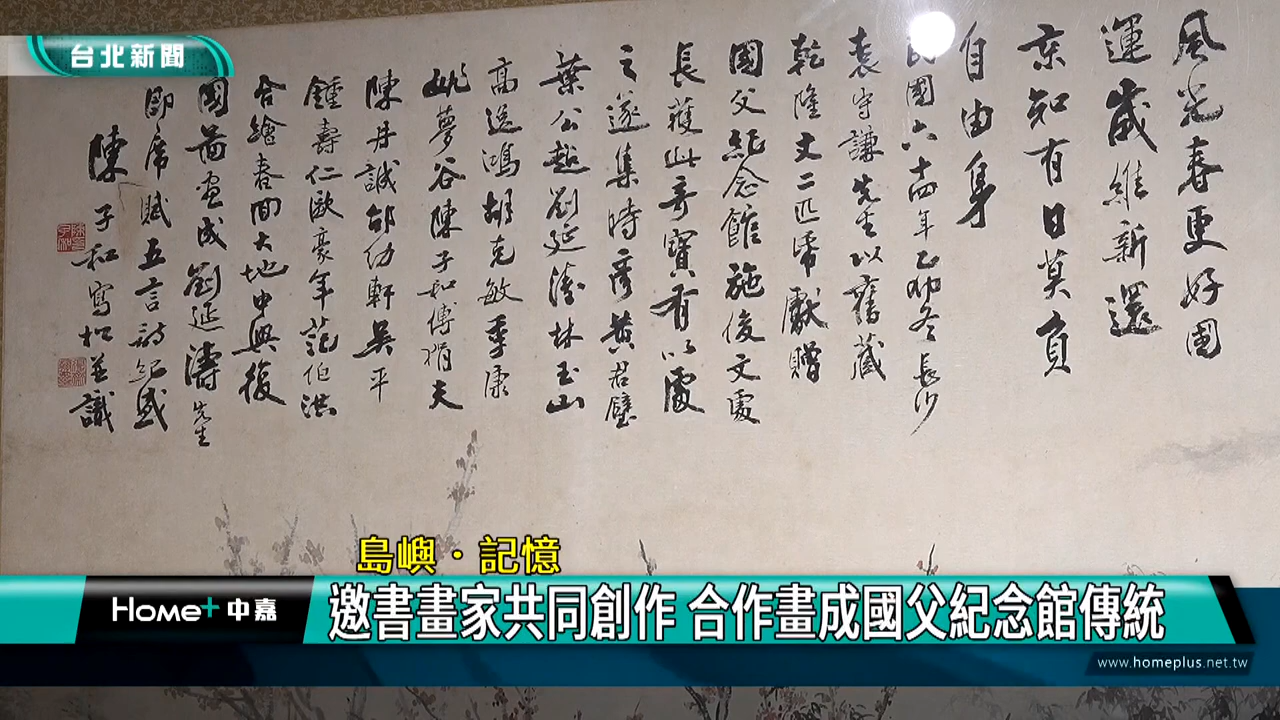 台北新聞
風光春更好國
運歲維新還
京知有日莫負
自由身
民國六十四年乙卯冬長沙
袁守謙先生以舊藏
乾隆丈二匹帋獻贈
國父紀念館施俊文處
長獲此奇寶有以處
之遂集時彥黃君璧
葉公超劉延濤林玉山
高逸鴻胡克敏季康
姚夢谷陳子和傅狷夫
陳丹誠邵幼軒吳平
鍾壽仁歐豪年范伯洪
合繪春回大地中興復
國圖畫成劉延濤先生
即席賦五言詩紀盛
陳子和寫松並識
島嶼・記憶
Home+中嘉
邀書畫家共同創作 合作畫成國父紀念館傳統
www.homeplus.net.tw